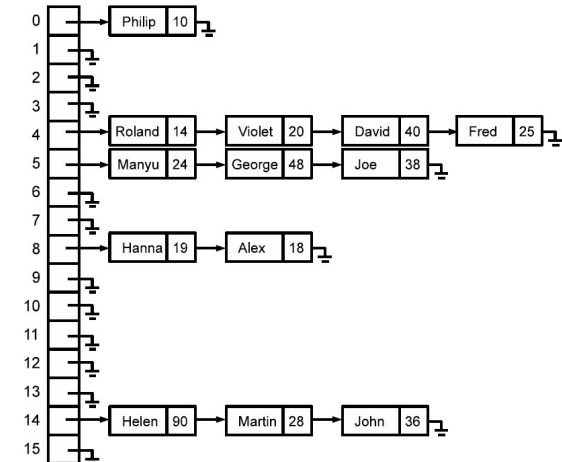 0 Philip 10
1
2
3
4 Roland 14 Violet 20 David 40 Fred 25
5 Manyu 24 George 48 Joe 38
6
7
8 Hanna 19 Alex 18
9
10
11
12
13
14 Helen 90 Martin 28 John 36
15